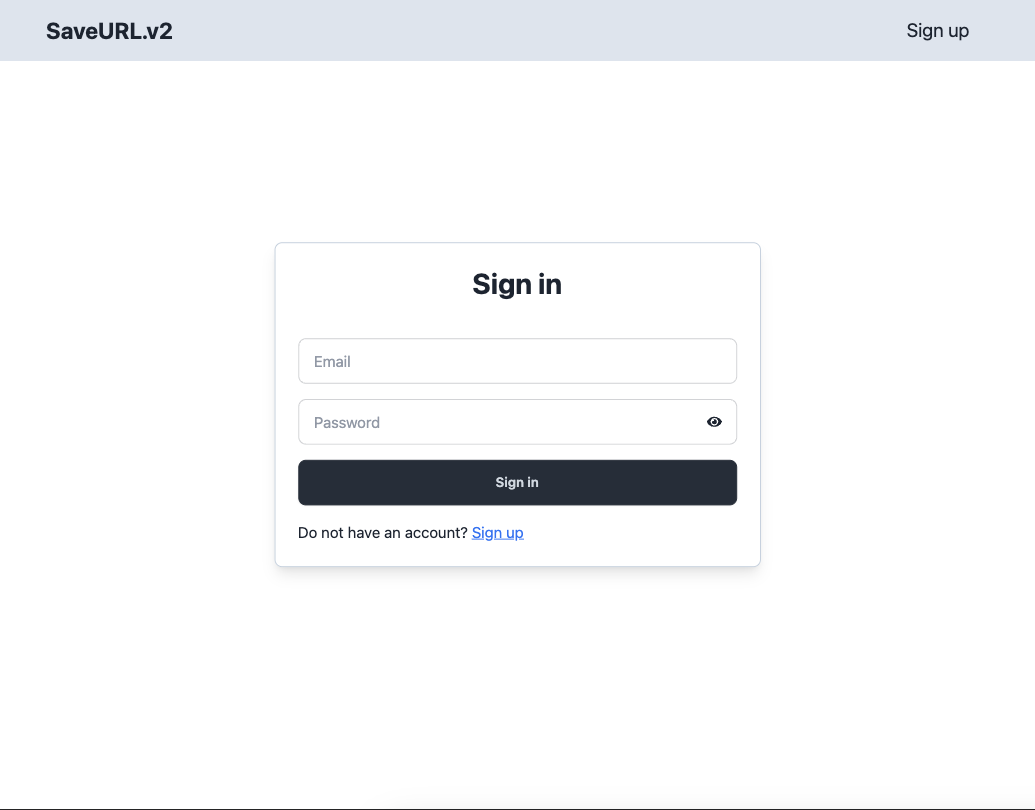 SaveURL.v2
Sign up
Sign in
Email
Password
Sign in
Do not have an account? Sign up